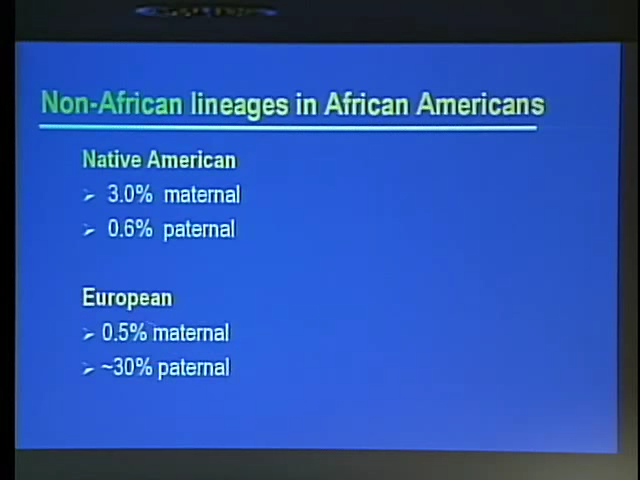 Non-African lineages in African Americans
Native American
➢ 3.0% maternal
➢ 0.6% paternal
European
➢ 0.5% maternal
➢ ~30% paternal